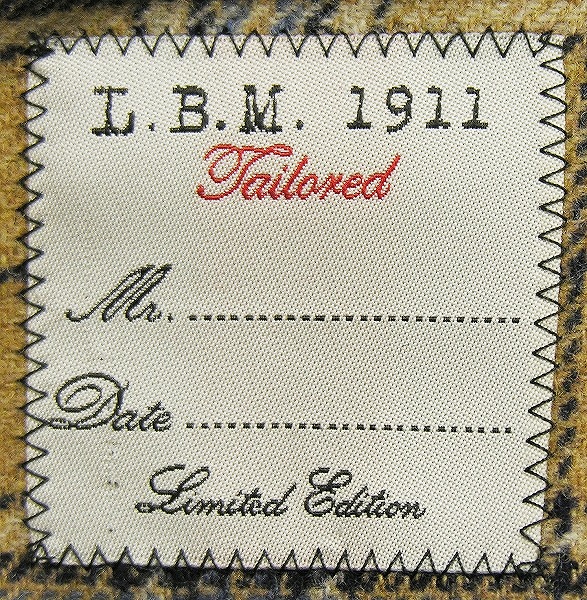 L.B.M. 1911
Tailored
Mr. ................................
Date ................................
Limited Edition